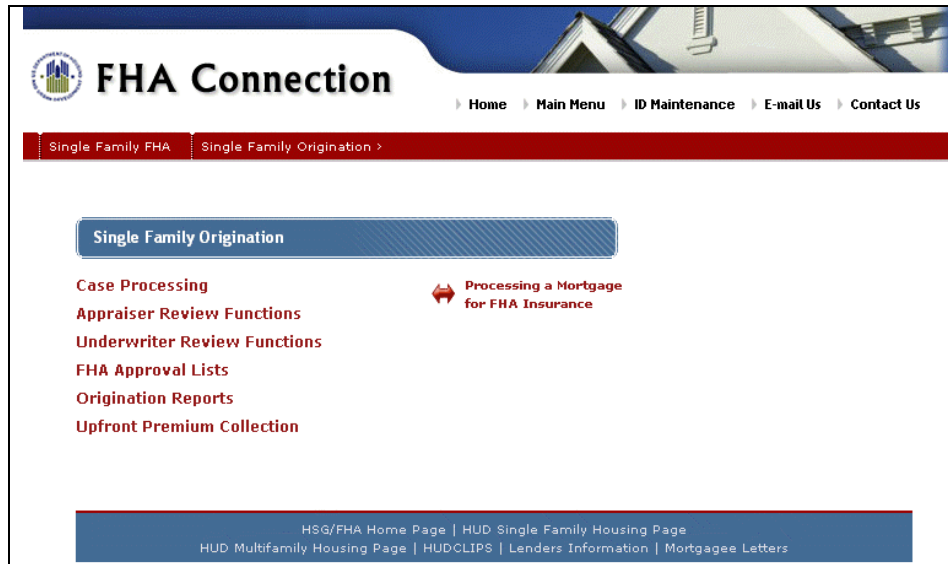 FHA Connection
Home Main Menu ID Maintenance E-mail Us Contact Us
Single Family FHA Single Family Origination >
Single Family Origination
Case Processing
Appraiser Review Functions
Underwriter Review Functions
FHA Approval Lists
Origination Reports
Upfront Premium Collection
Processing a Mortgage
for FHA Insurance
HSG/FHA Home Page | HUD Single Family Housing Page
HUD Multifamily Housing Page | HUDCLIPS | Lenders Information | Mortgagee Letters